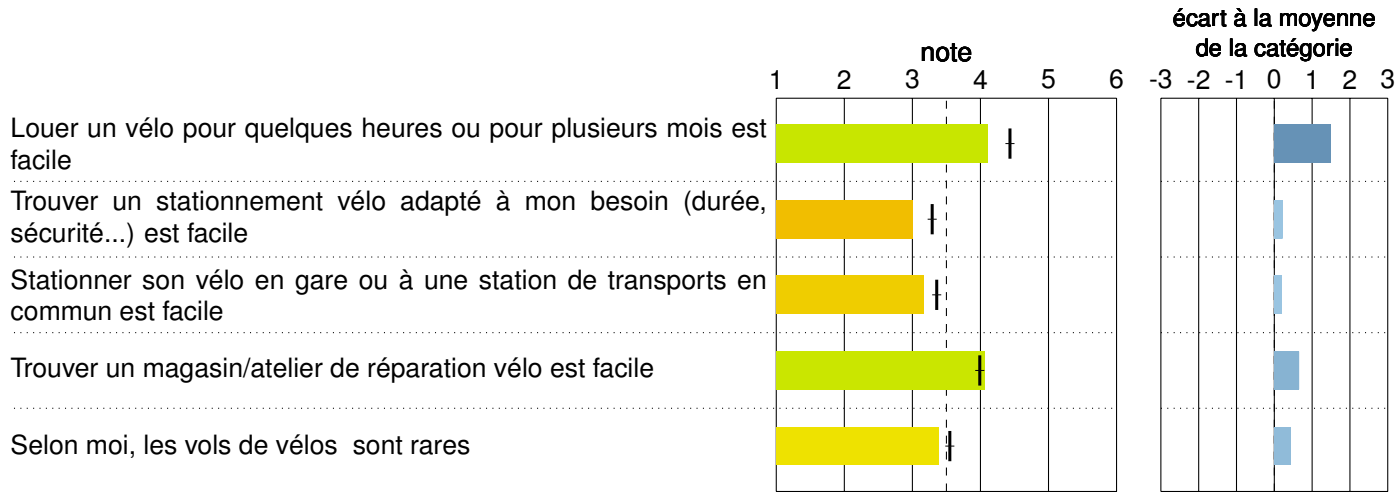 écart à la moyenne
note de la catégorie
1 2 3 4 5 6 -3 -2 -1 0 1 2 3
Louer un vélo pour quelques heures ou pour plusieurs mois est
facile
Trouver un stationnement vélo adapté à mon besoin (durée,
sécurité...) est facile
Stationner son vélo en gare ou à une station de transports en
commun est facile
Trouver un magasin/atelier de réparation vélo est facile
Selon moi, les vols de vélos sont rares